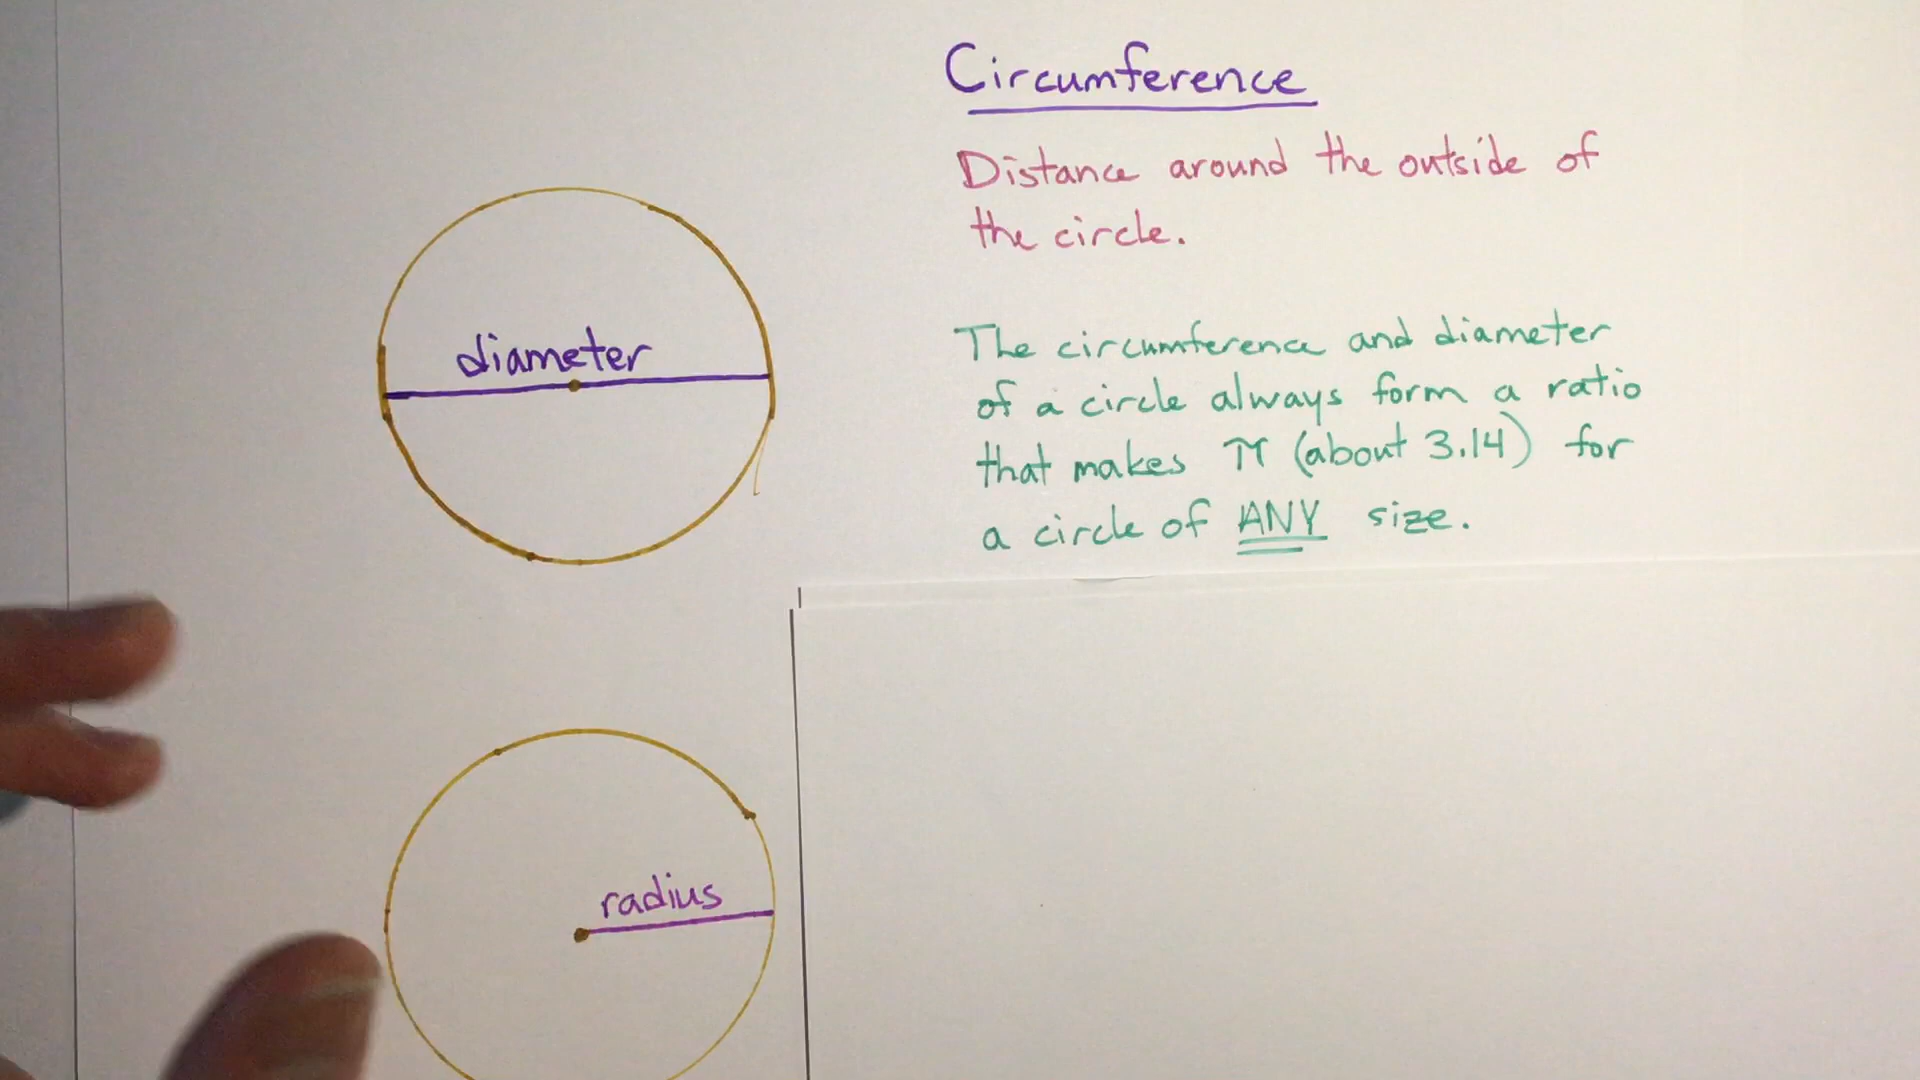 Circumference
Distance around the outside of
the circle.
diameter
The circumference and diameter
of a circle always form a ratio
that makes π (about 3.14) for
a circle of ANY size.
radius